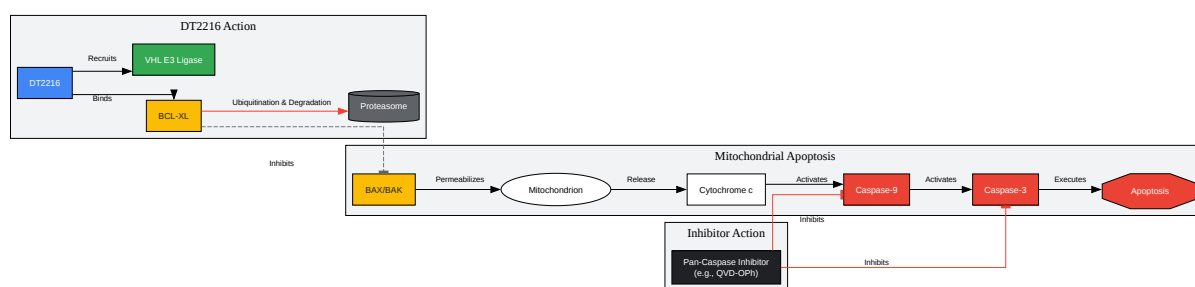 DT2216 Action
Recruits
VHL E3 Ligase
DT2216
Binds
BCL-XL
Ubiquitination & Degradation
Proteasome
Inhibits
Mitochondrial Apoptosis
BAX/BAK
Permeabilizes
Mitochondrion
Release
Cytochrome c
Activates
Caspase-9
Activates
Caspase-3
Executes
Apoptosis
Inhibits
Inhibitor Action
Pan-Caspase Inhibitor
(e.g., QVD-OPh)
Inhibits